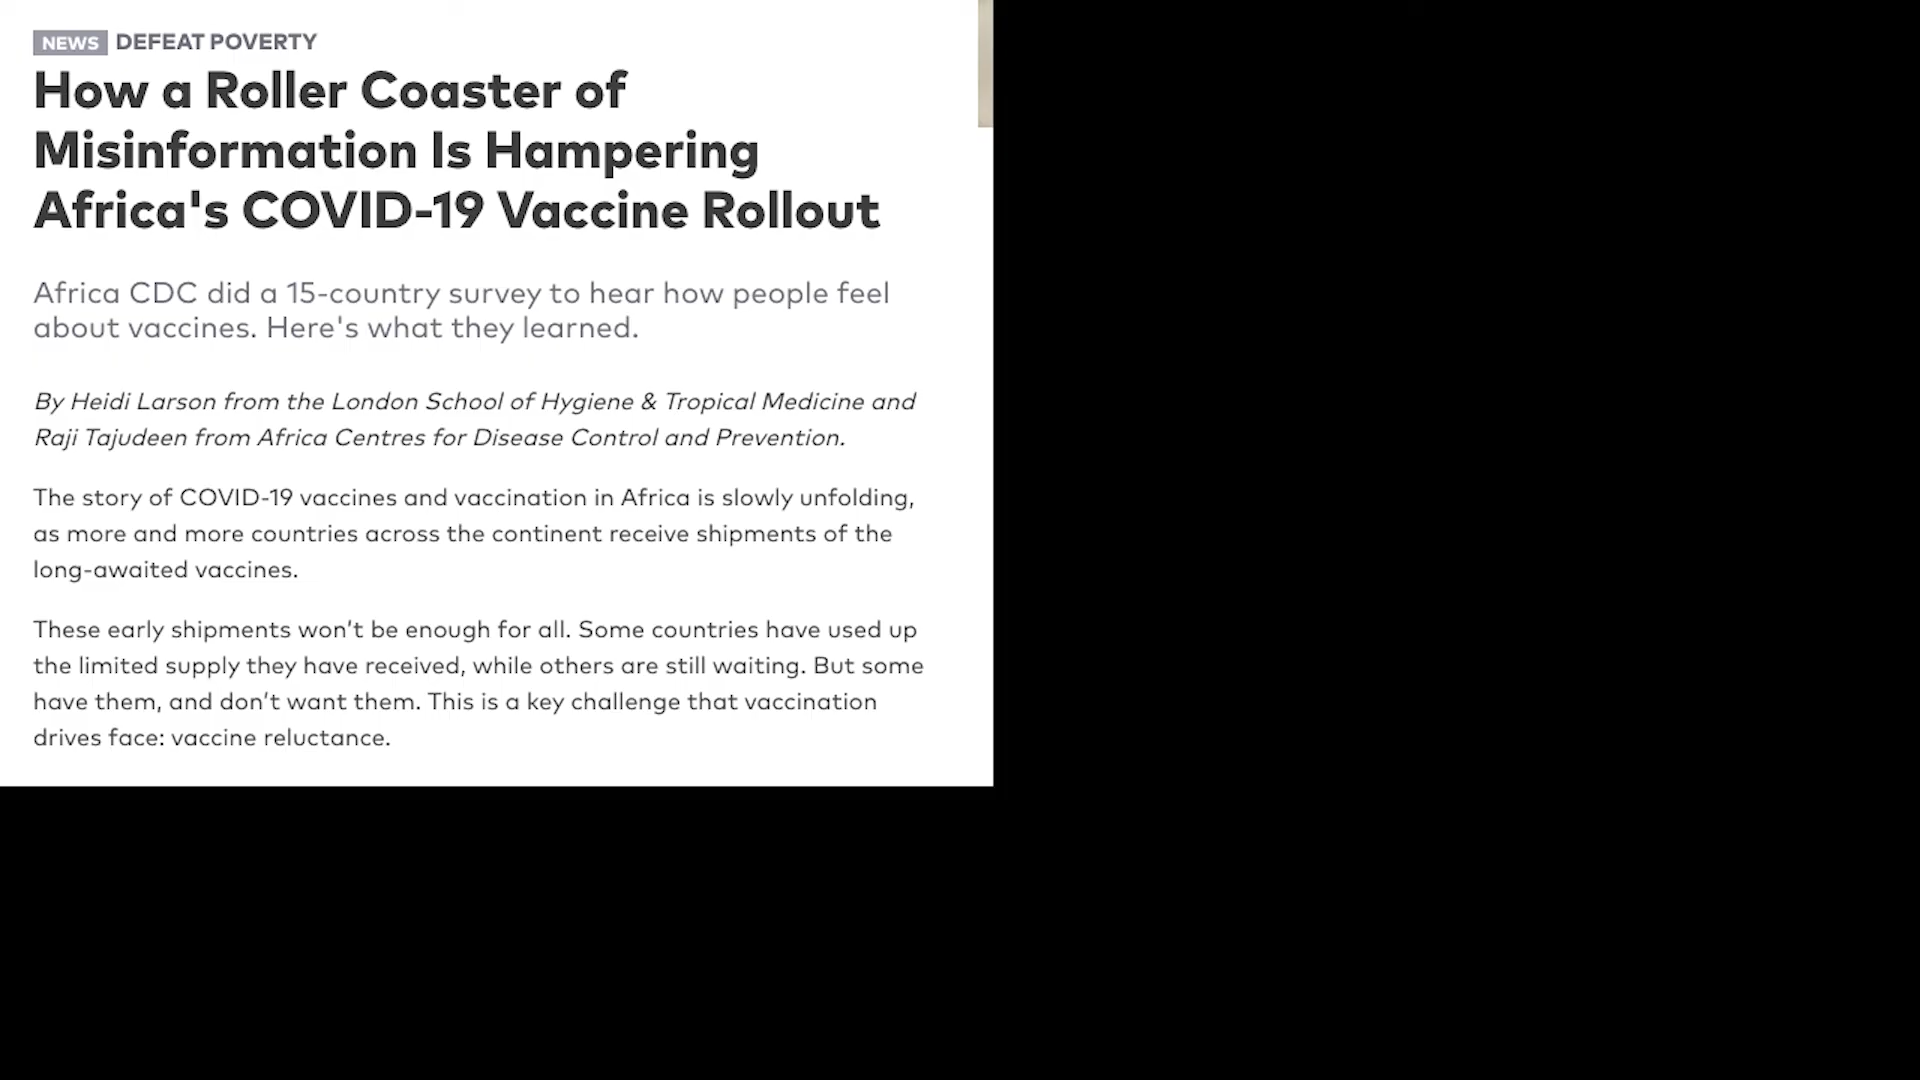 NEWS DEFEAT POVERTY
How a Roller Coaster of
Misinformation Is Hampering
Africa's COVID-19 Vaccine Rollout
Africa CDC did a 15-country survey to hear how people feel
about vaccines. Here's what they learned.
By Heidi Larson from the London School of Hygiene & Tropical Medicine and
Raji Tajudeen from Africa Centres for Disease Control and Prevention.
The story of COVID-19 vaccines and vaccination in Africa is slowly unfolding,
as more and more countries across the continent receive shipments of the
long-awaited vaccines.
These early shipments won’t be enough for all. Some countries have used up
the limited supply they have received, while others are still waiting. But some
have them, and don’t want them. This is a key challenge that vaccination
drives face: vaccine reluctance.